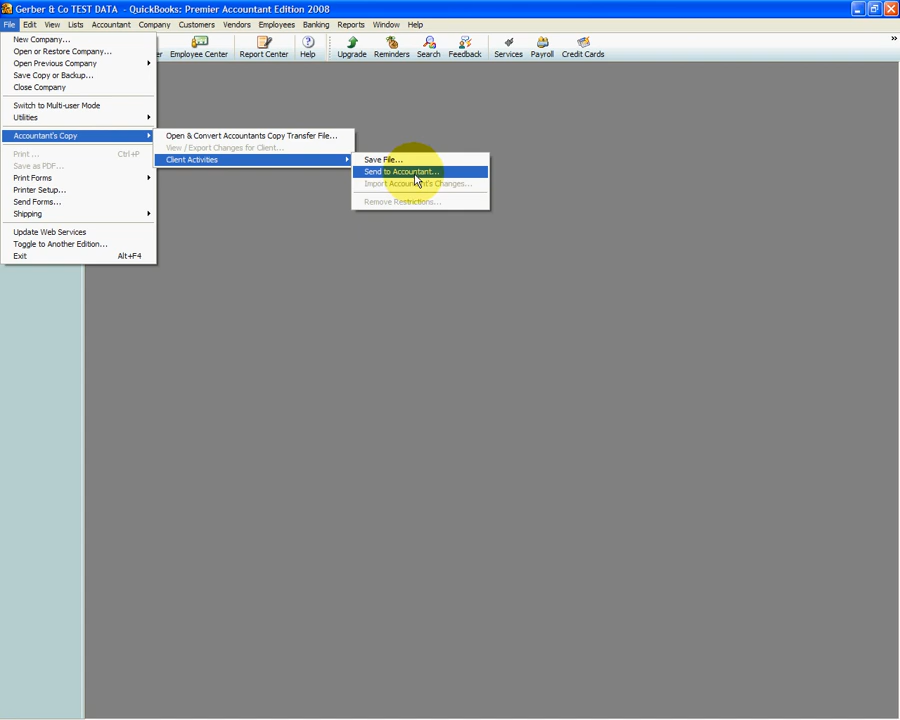 Gerber & Co TEST DATA - QuickBooks: Premier Accountant Edition 2008
File Edit View Lists Accountant Company Customers Vendors Employees Banking Reports Window Help
Employee Center Report Center Help Upgrade Reminders Search Feedback Services Payroll Credit Cards »
New Company...
Open or Restore Company...
Open Previous Company
Save Copy or Backup...
Close Company
Switch to Multi-user Mode
Utilities
Accountant's Copy
Print ... Ctrl+P
Save as PDF...
Print Forms
Printer Setup...
Send Forms...
Shipping
Update Web Services
Toggle to Another Edition...
Exit Alt+F4
Open & Convert Accountants Copy Transfer File...
View / Export Changes for Client...
Client Activities
Save File...
Send to Accountant...
Import Accountant's Changes...
Remove Restrictions...